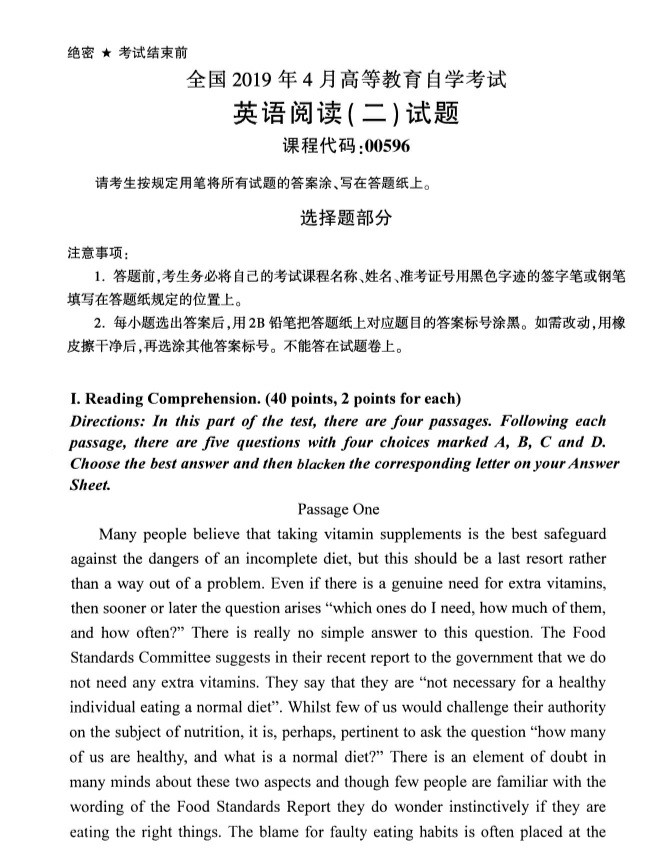 绝密 ★ 考试结束前
全国 2019 年 4 月高等教育自学考试
英语阅读(二)试题
课程代码:00596
请考生按规定用笔将所有试题的答案涂、写在答题纸上。
选择题部分
注意事项:
1. 答题前,考生务必将自己的考试课程名称、姓名、准考证号用黑色字迹的签字笔或钢笔
填写在答题纸规定的位置上。
2. 每小题选出答案后,用 2B 铅笔把答题纸上对应题目的答案标号涂黑。如需改动,用橡
皮擦干净后,再选涂其他答案标号。不能答在试题卷上。
I. Reading Comprehension. (40 points, 2 points for each)
Directions: In this part of the test, there are four passages. Following each
passage, there are five questions with four choices marked A, B, C and D.
Choose the best answer and then blacken the corresponding letter on your Answer
Sheet.
Passage One
Many people believe that taking vitamin supplements is the best safeguard
against the dangers of an incomplete diet, but this should be a last resort rather
than a way out of a problem. Even if there is a genuine need for extra vitamins,
then sooner or later the question arises “which ones do I need, how much of them,
and how often?” There is really no simple answer to this question. The Food
Standards Committee suggests in their recent report to the government that we do
not need any extra vitamins. They say that they are “not necessary for a healthy
individual eating a normal diet”. Whilst few of us would challenge their authority
on the subject of nutrition, it is, perhaps, pertinent to ask the question “how many
of us are healthy, and what is a normal diet?” There is an element of doubt in
many minds about these two aspects and though few people are familiar with the
wording of the Food Standards Report they do wonder instinctively if they are
eating the right things. The blame for faulty eating habits is often placed at the